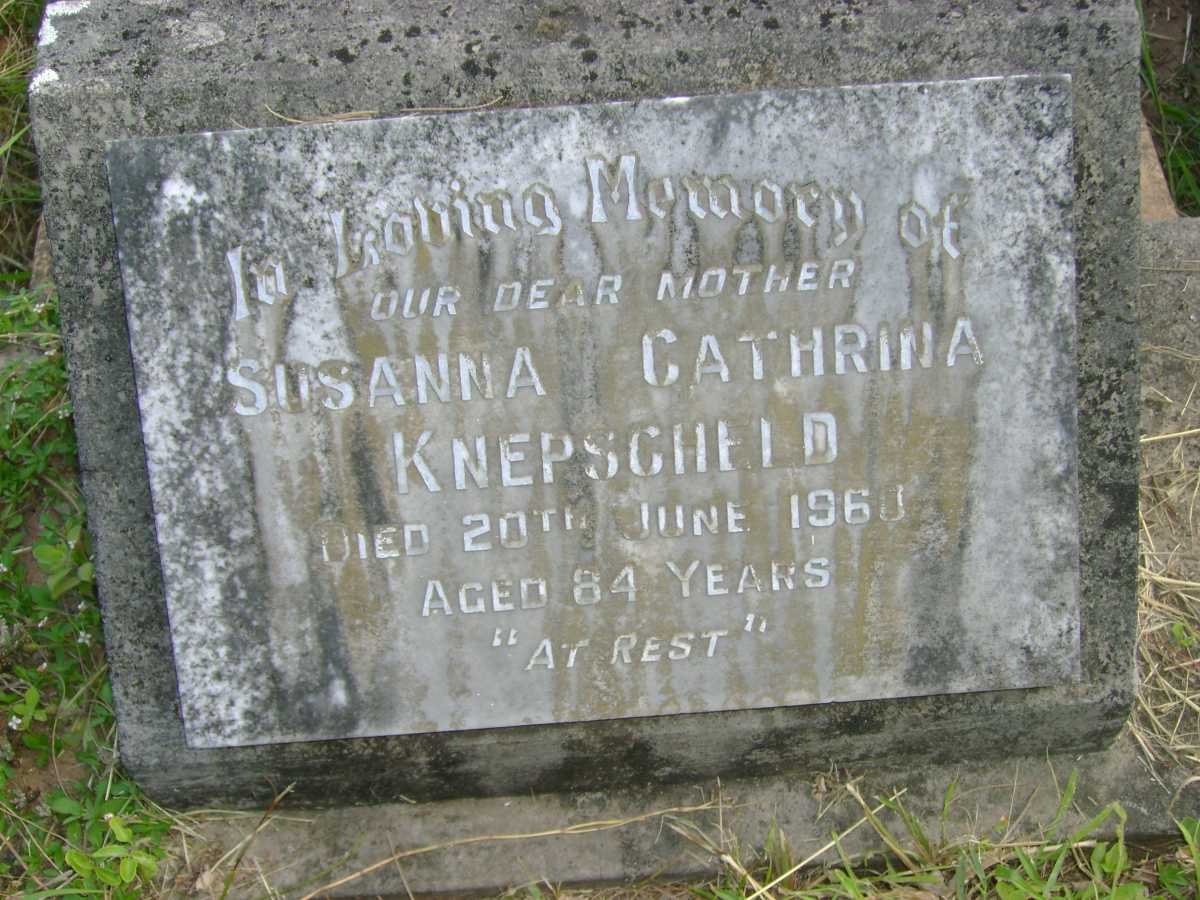 In Loving Memory of
OUR DEAR MOTHER
SUSANNA CATHRINA
KNEPSCHELD
DIED 20TH JUNE 1960
AGED 84 YEARS
"AT REST"